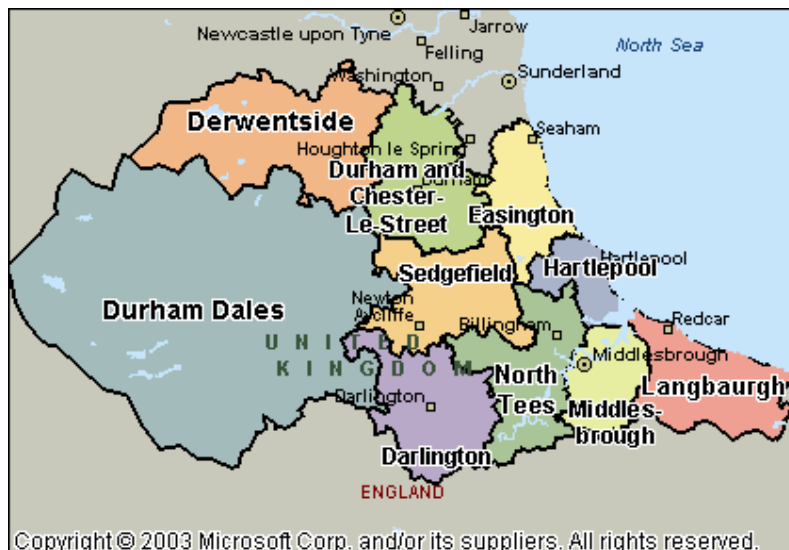 Newcastle upon Tyne
Jarrow
Felling
North Sea
Washington
Sunderland
Derwentside
Houghton le Spring
Seaham
Durham and
Chester-
Le-Street
Durham
Easington
Sedgefield
Hartlepool
Hartlepool
Durham Dales
Newton
Aycliffe
Billingham
Redcar
UNITED
KINGDOM
Middlesbrough
North
Tees
Langbaurgh
Darlington
Middles-
brough
Darlington
ENGLAND
Copyright © 2003 Microsoft Corp. and/or its suppliers. All rights reserved.